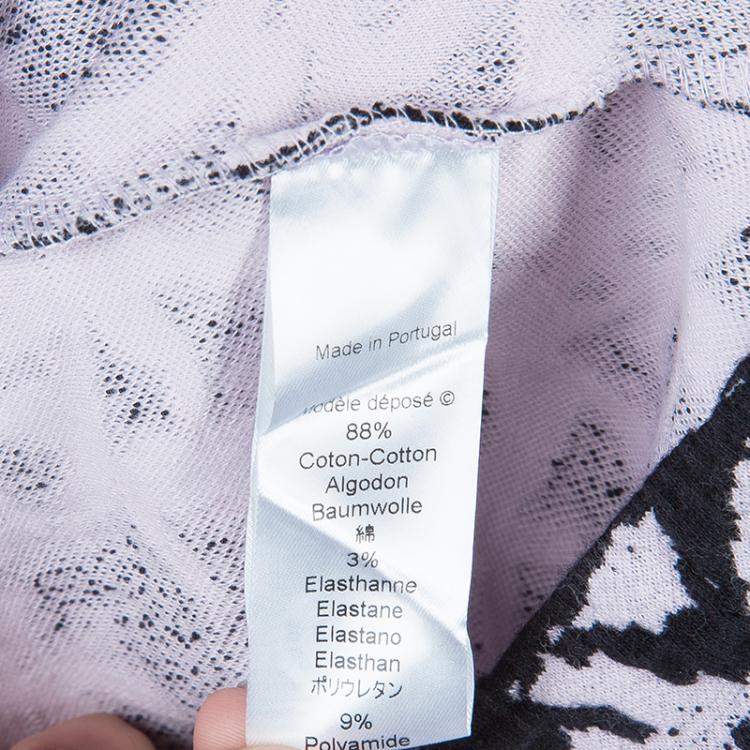 Made in Portugal
déposé ©
88%
Coton-Cotton
Algodon
Baumwolle
綿
3%
Elasthanne
Elastane
Elastano
Elasthan
ポリウレタン
9%
Polyamide